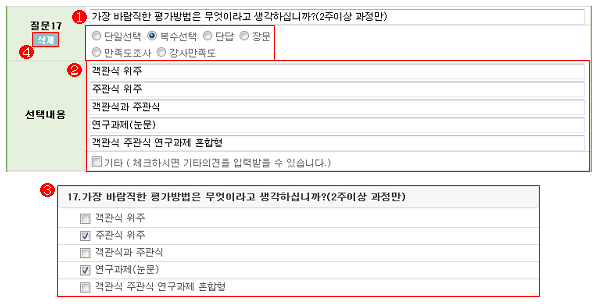 1
질문17
가장 바람직한 평가방법은 무엇이라고 생각하십니까?(2주이상 과정만)
4
삭제
단일선택 복수선택 단답 장문
만족도조사 강사만족도
2
선택내용
객관식 위주
주관식 위주
객관식과 주관식
연구과제(논문)
객관식 주관식 연구과제 혼합형
기타 ( 체크하시면 기타의견을 입력받을 수 있습니다.)
3
17.가장 바람직한 평가방법은 무엇이라고 생각하십니까?(2주이상 과정만)
객관식 위주
주관식 위주
객관식과 주관식
연구과제(논문)
객관식 주관식 연구과제 혼합형